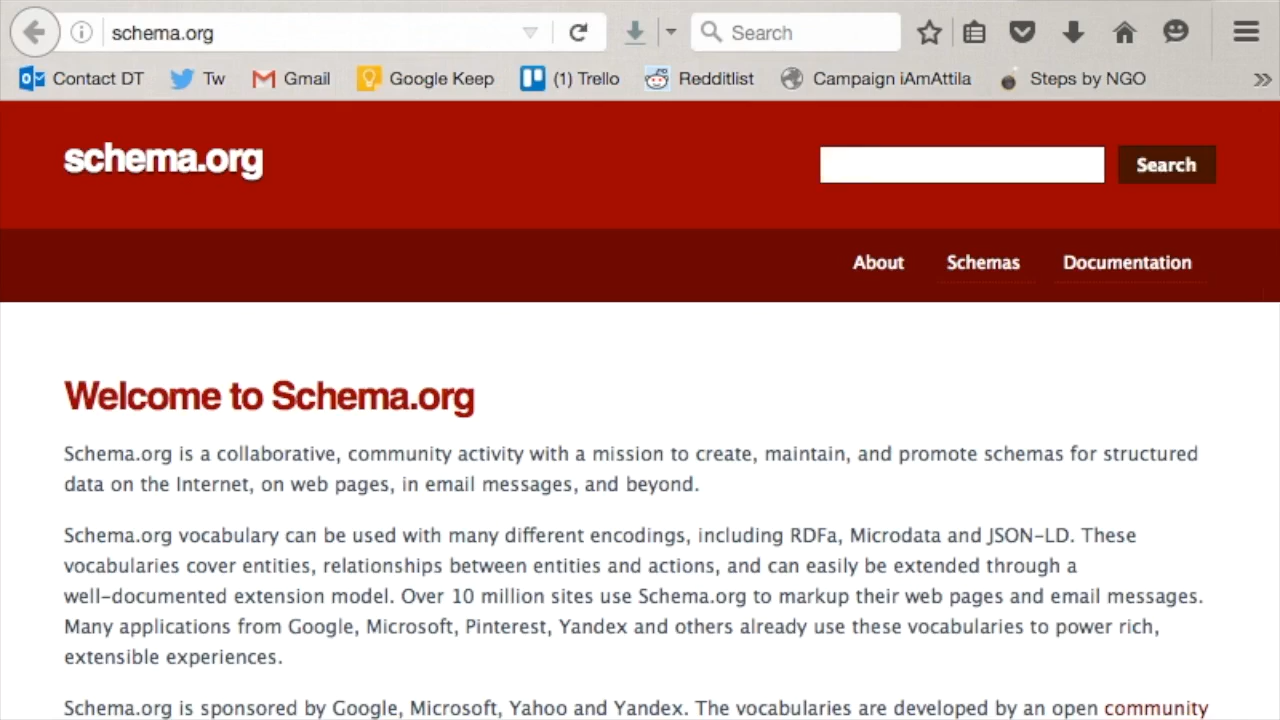 schema.org
Search
Contact DT
Tw
Gmail
Google Keep
(1) Trello
Redditlist
Campaign iAmAttila
Steps by NGO
schema.org
Search
About
Schemas
Documentation
Welcome to Schema.org
Schema.org is a collaborative, community activity with a mission to create, maintain, and promote schemas for structured
data on the Internet, on web pages, in email messages, and beyond.
Schema.org vocabulary can be used with many different encodings, including RDFa, Microdata and JSON-LD. These
vocabularies cover entities, relationships between entities and actions, and can easily be extended through a
well-documented extension model. Over 10 million sites use Schema.org to markup their web pages and email messages.
Many applications from Google, Microsoft, Pinterest, Yandex and others already use these vocabularies to power rich,
extensible experiences.
Schema.org is sponsored by Google, Microsoft, Yahoo and Yandex. The vocabularies are developed by an open community